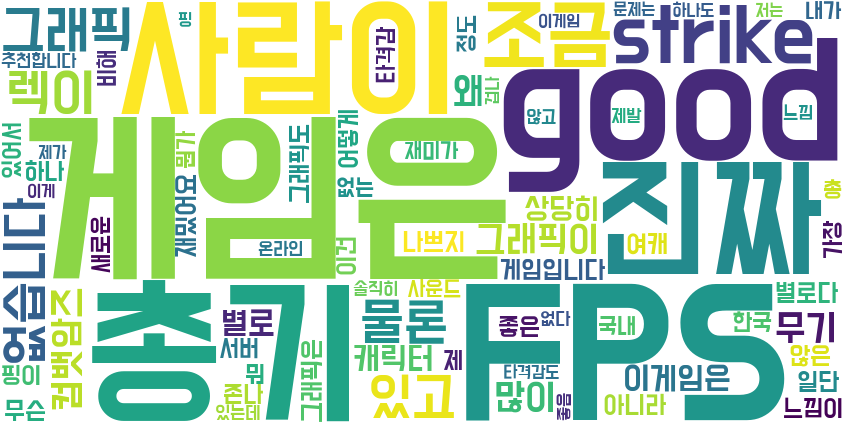 그래픽
사람이
핑
타격감
정도
조금
이게임
문제는
하나도
저는
내가
추천합니다
비해
strike
렉이
왜
겁나
good
않고
제발
느낌
게임은
있어서
제가
하나
이게
뭔가
재밌어요
그래픽도
어떻게
없는
재미가
진짜
총
새로운
온라인
이건
나쁘지
상당히
그래픽이
여캐
가장
게임입니다
없습니다
컴뱃암즈
총기
솔직히
사운드
FPS
별로다
별로
서버
물론
좋은
없다
국내
한국
무기
핑이
무슨
뭐
존나
있는데
그래픽은
캐릭터
제
있고
많이
타격감도
좋음
이게임은
아니라
않은
일단
느낌이